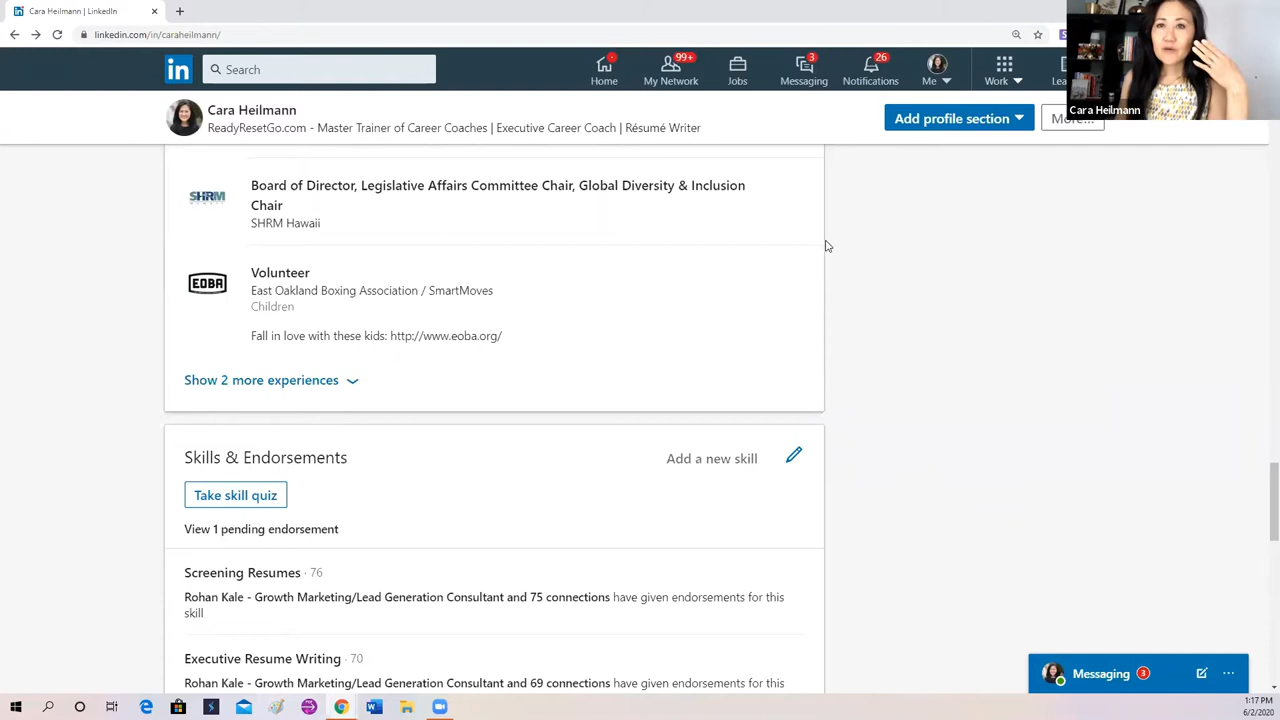 Cara Heilmann | LinkedIn
linkedin.com/in/caraheilmann/
in
Search
Home
99+
My Network
Jobs
3
Messaging
26
Notifications
Me
Work
Cara Heilmann
Cara Heilmann
ReadyResetGo.com - Master Trainer of Career Coaches | Executive Career Coach | Résumé Writer
Add profile section
More...
SHRM
HAWAII
Board of Director, Legislative Affairs Committee Chair, Global Diversity & Inclusion
Chair
SHRM Hawaii
EOBA
Volunteer
East Oakland Boxing Association / SmartMoves
Children
Fall in love with these kids: http://www.eoba.org/
Show 2 more experiences
Skills & Endorsements
Add a new skill
Take skill quiz
View 1 pending endorsement
Screening Resumes · 76
Rohan Kale - Growth Marketing/Lead Generation Consultant and 75 connections have given endorsements for this
skill
Executive Resume Writing · 70
Rohan Kale - Growth Marketing/Lead Generation Consultant and 69 connections have given endorsements for this
Messaging 3
1:17 PM
6/2/2020